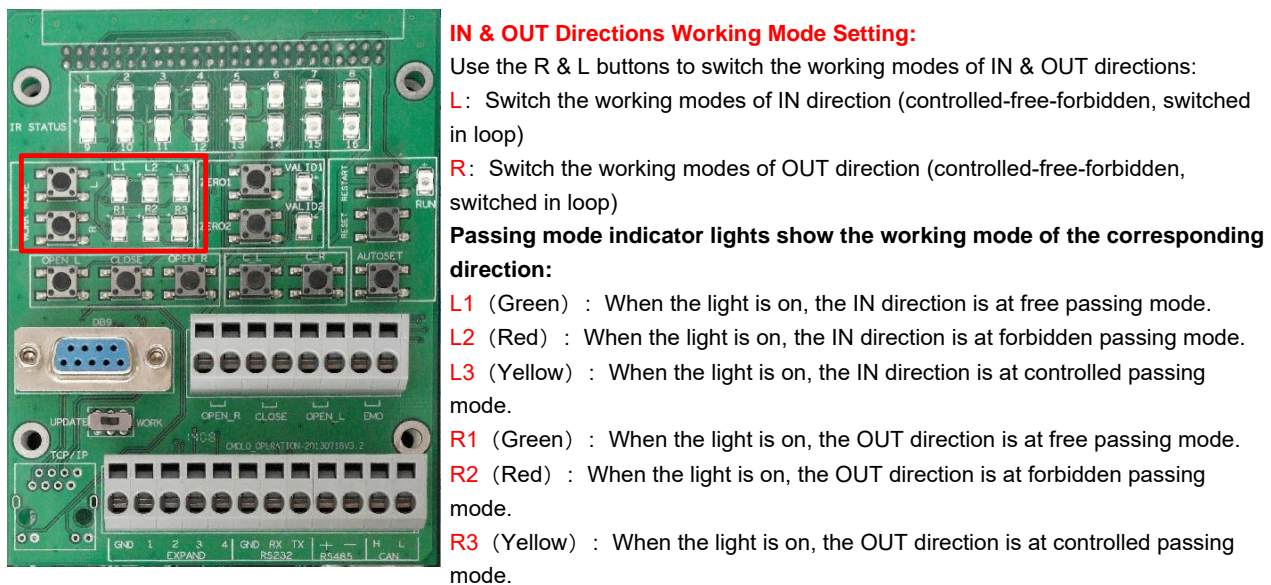 IN & OUT Directions Working Mode Setting:
Use the R & L buttons to switch the working modes of IN & OUT directions:
L：Switch the working modes of IN direction (controlled-free-forbidden, switched
in loop)
R：Switch the working modes of OUT direction (controlled-free-forbidden,
switched in loop)
Passing mode indicator lights show the working mode of the corresponding
direction:
L1（Green）：When the light is on, the IN direction is at free passing mode.
L2（Red）：When the light is on, the IN direction is at forbidden passing mode.
L3（Yellow）：When the light is on, the IN direction is at controlled passing
mode.
R1（Green）：When the light is on, the OUT direction is at free passing mode.
R2（Red）：When the light is on, the OUT direction is at forbidden passing
mode.
R3（Yellow）：When the light is on, the OUT direction is at controlled passing
mode.
1 2 3 4 5 6 7 8
IR STATUS
9 10 11 12 13 14 15 16
L1 L2 L3
L
R1 R2 R3
R
MODE
ZERO1 VALID1
ZERO2 VALID2
RESTART
RESET
RUN
OPEN_L CLOSE OPEN_R C_L C_R AUTOSET
DB9
OPEN_R CLOSE OPEN_L EMO
UPDATE WORK
1408
TCP/IP
GND 1 2 3 4 GND RX TX + - H L
EXPAND RS232 RS485 CAN